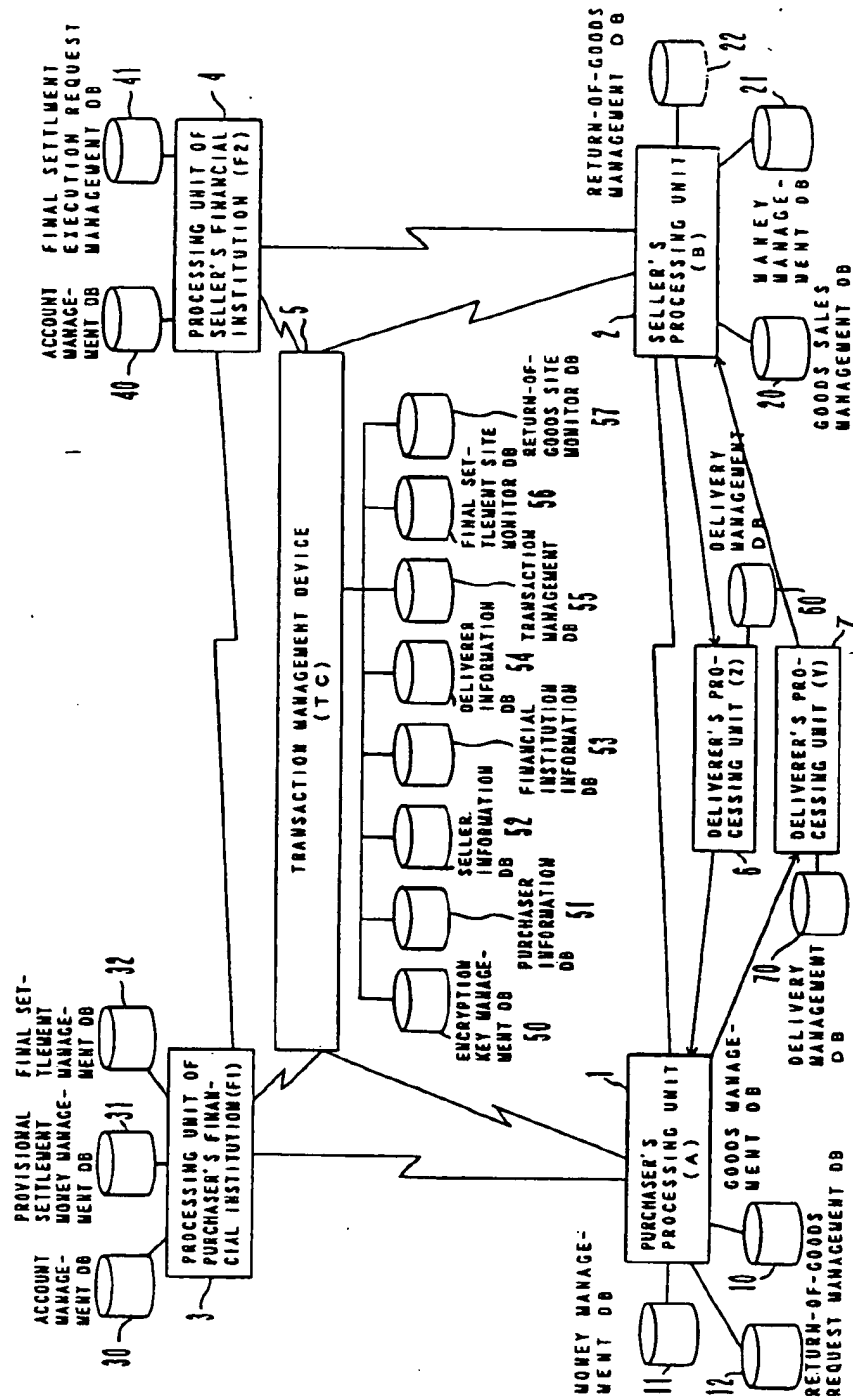 ACCOUNT
MANAGE-
MENT DB
30
PROVISIONAL
SETTLEMENT
MONEY MANAGE-
MENT DB
31
FINAL SET-
TLEMENT
MANAGE-
MENT DB
32
PROCESSING UNIT OF
PURCHASER'S FINAN-
CIAL INSTITUTION(F1)
3
ACCOUNT
MANAGE-
MENT DB
40
FINAL SETTLMENT
EXECUTION REQUEST
MANAGEMENT DB
41
PROCESSING UNIT OF
SELLER'S FINANCIAL
INSTITUTION (F2)
4
TRANSACTION MANAGEMENT DEVICE
(TC)
5
ENCRYPTION
KEY MANAGE-
MENT DB
50
PURCHASER
INFORMATION
DB
51
SELLER.
INFORMATION
DB
52
FINANCIAL
INSTITUTION
INFORMATION
DB
53
DELIVERER
INFORMATION
DB
54
TRANSACTION
MANAGEMENT
DB
55
FINAL SET-
TLEMENT SITE
MONITOR DB
56
RETURN-OF-
GOODS SITE
MONITOR DB
57
MONEY MANAGE-
MENT DB
11
PURCHASER'S
PROCESSING UNIT
(A)
1
GOODS MANAGE-
MENT DB
10
12
RETURN-OF-GOODS
REQUEST MANAGEMENT DB
DELIVERER'S PRO-
CESSING UNIT (Z)
6
DELIVERY
MANAGEMENT
DB
60
DELIVERER'S PRO-
CESSING UNIT (Y)
7
70
DELIVERY
MANAGEMENT
DB
SELLER'S
PROCESSING UNIT
(B)
2
RETURN-OF-GOODS
MANAGEMENT DB
22
21
MANEY
MANAGE-
MENT DB
20
GOODS SALES
MANAGEMENT DB